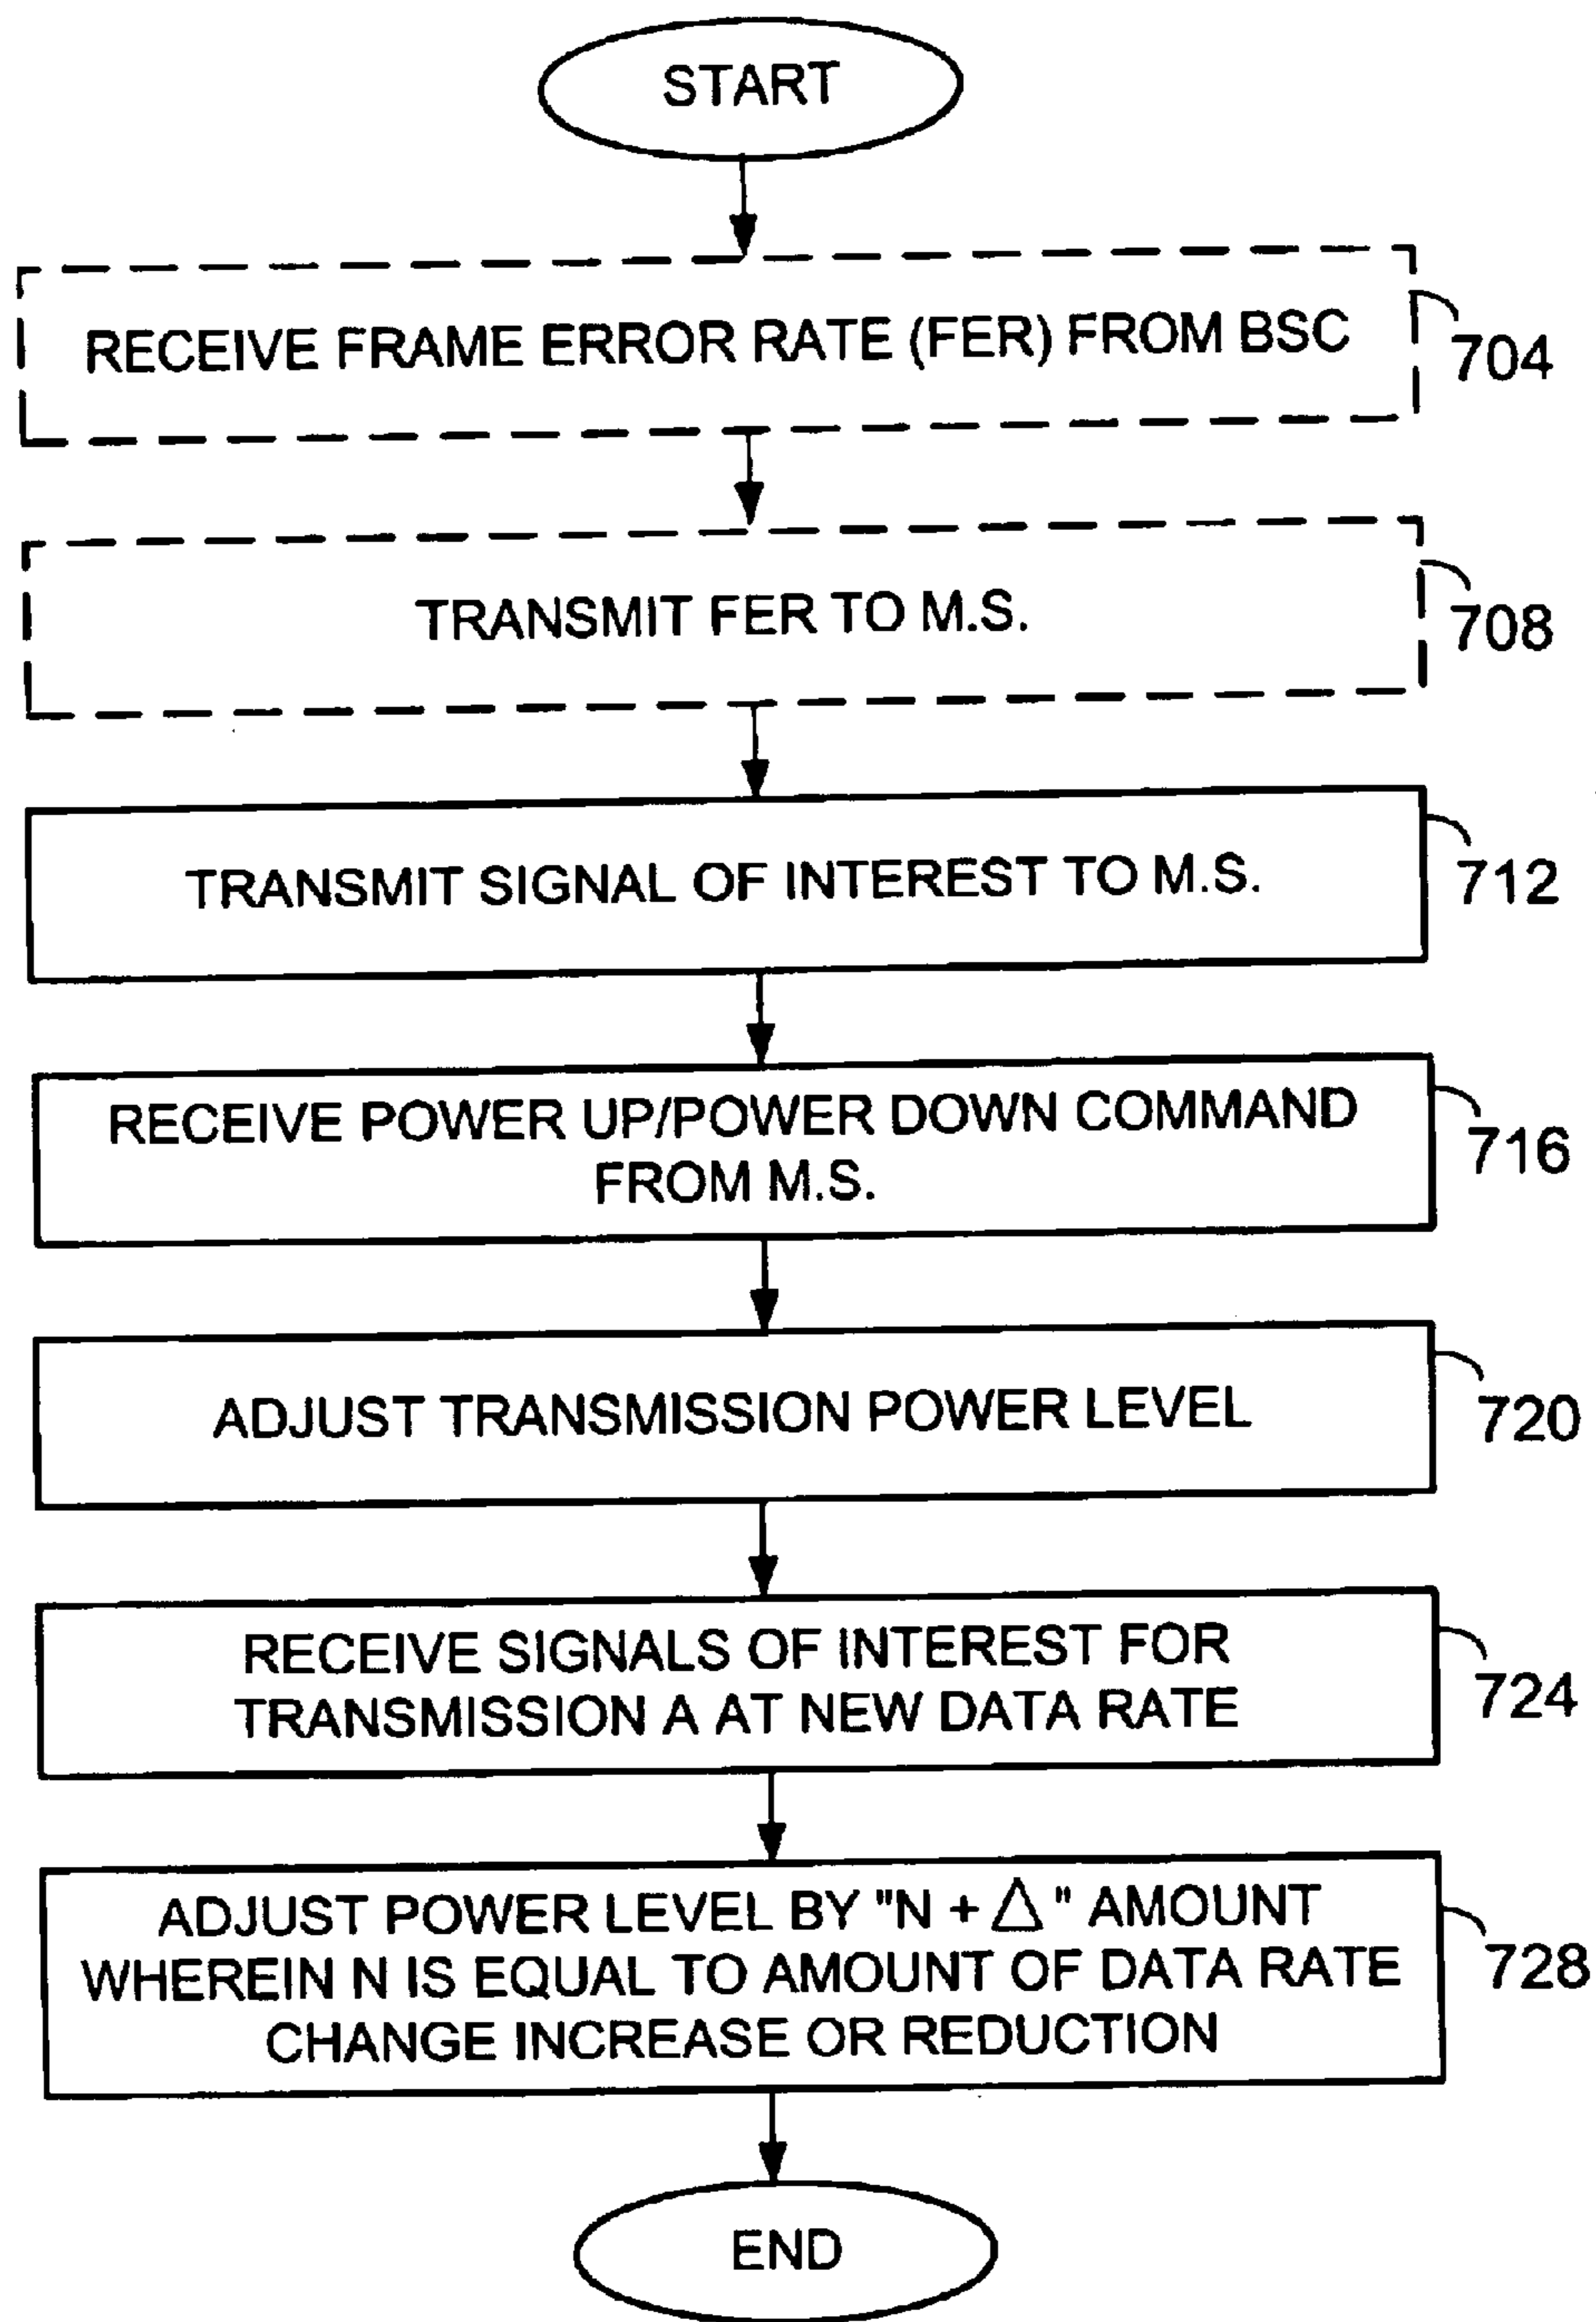 START
RECEIVE FRAME ERROR RATE (FER) FROM BSC
704
TRANSMIT FER TO M.S.
708
TRANSMIT SIGNAL OF INTEREST TO M.S.
712
RECEIVE POWER UP/POWER DOWN COMMAND
FROM M.S.
716
ADJUST TRANSMISSION POWER LEVEL
720
RECEIVE SIGNALS OF INTEREST FOR
TRANSMISSION A AT NEW DATA RATE
724
ADJUST POWER LEVEL BY "N + △" AMOUNT
WHEREIN N IS EQUAL TO AMOUNT OF DATA RATE
CHANGE INCREASE OR REDUCTION
728
END